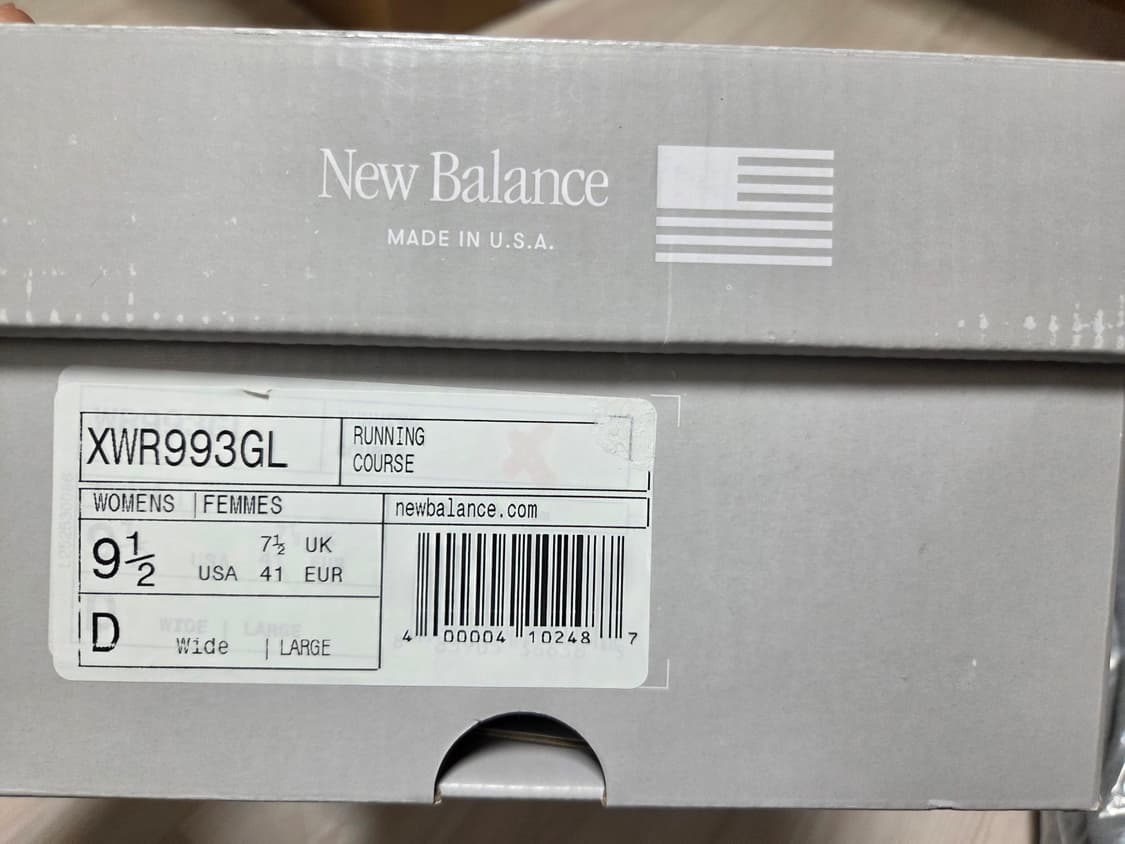 New Balance
MADE IN U.S.A.
XWR993GL
RUNNING
COURSE
WOMENS | FEMMES
newbalance.com
9½ USA
7½ UK
41 EUR
D Wide | LARGE
4 00004 10248 7